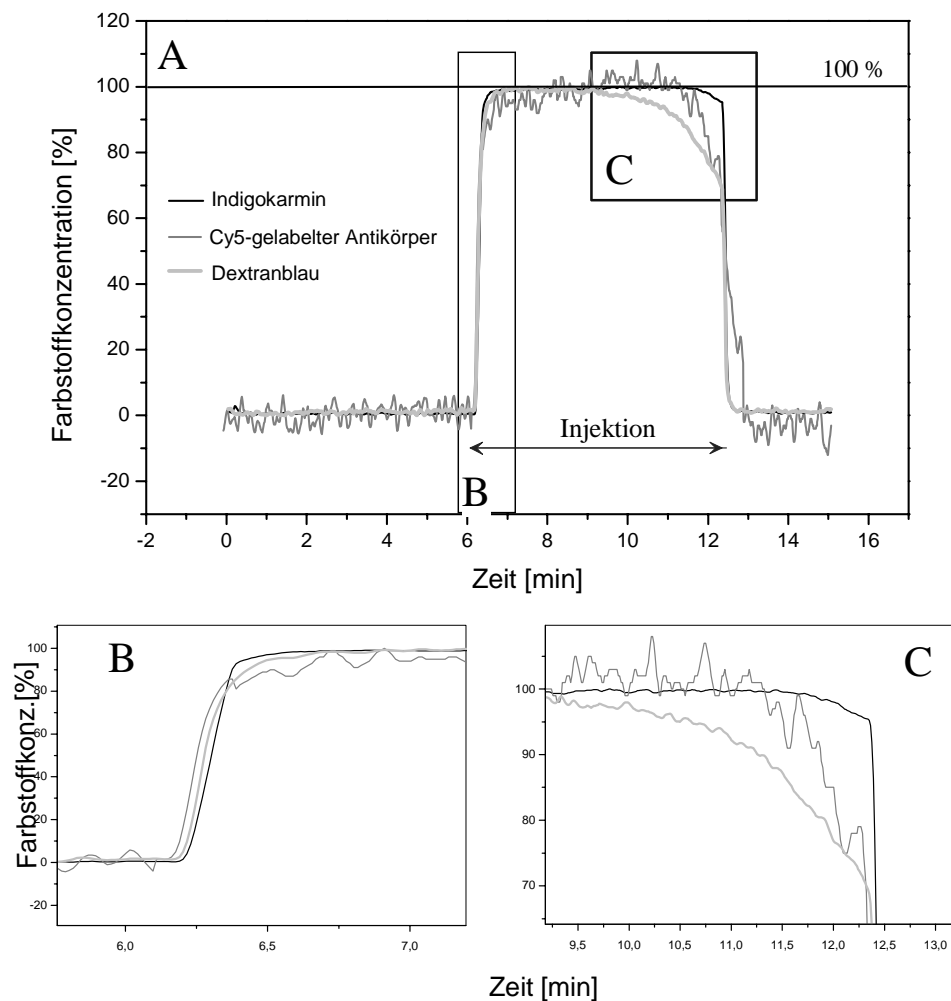 120
100
80
60
40
20
0
-20
Farbstoffkonzentration [%]
A
100 %
C
Indigokarmin
Cy5-gelabelter Antikörper
Dextranblau
Injektion
B
-2 0 2 4 6 8 10 12 14 16
Zeit [min]
100
80
60
40
20
0
-20
Farbstoffkonz.[%]
B
6,0 6,5 7,0
100
90
80
70
C
9,5 10,0 10,5 11,0 11,5 12,0 12,5 13,0
Zeit [min]